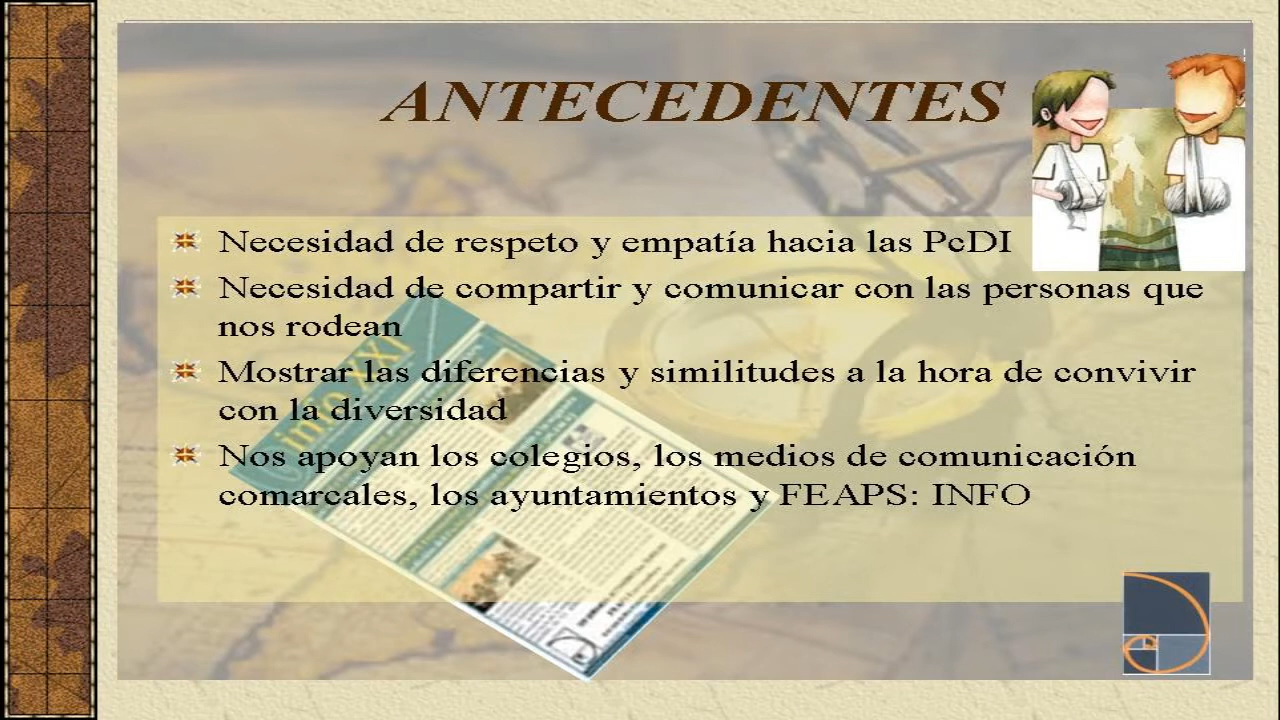 ANTECEDENTES
Necesidad de respeto y empatía hacia las PcDI
Necesidad de compartir y comunicar con las personas que
nos rodean
Mostrar las diferencias y similitudes a la hora de convivir
con la diversidad
Nos apoyan los colegios, los medios de comunicación
comarcales, los ayuntamientos y FEAPS: INFO
info XXI